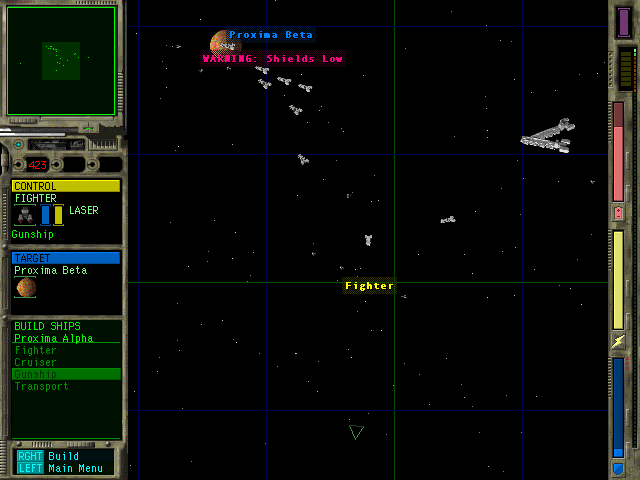 Proxima Beta
WARNING: Shields Low
Fighter
423
CONTROL
FIGHTER
LASER
Gunship
TARGET
Proxima Beta
BUILD SHIPS
Proxima Alpha
Fighter
Cruiser
Gunship
Transport
RGHT Build
LEFT Main Menu